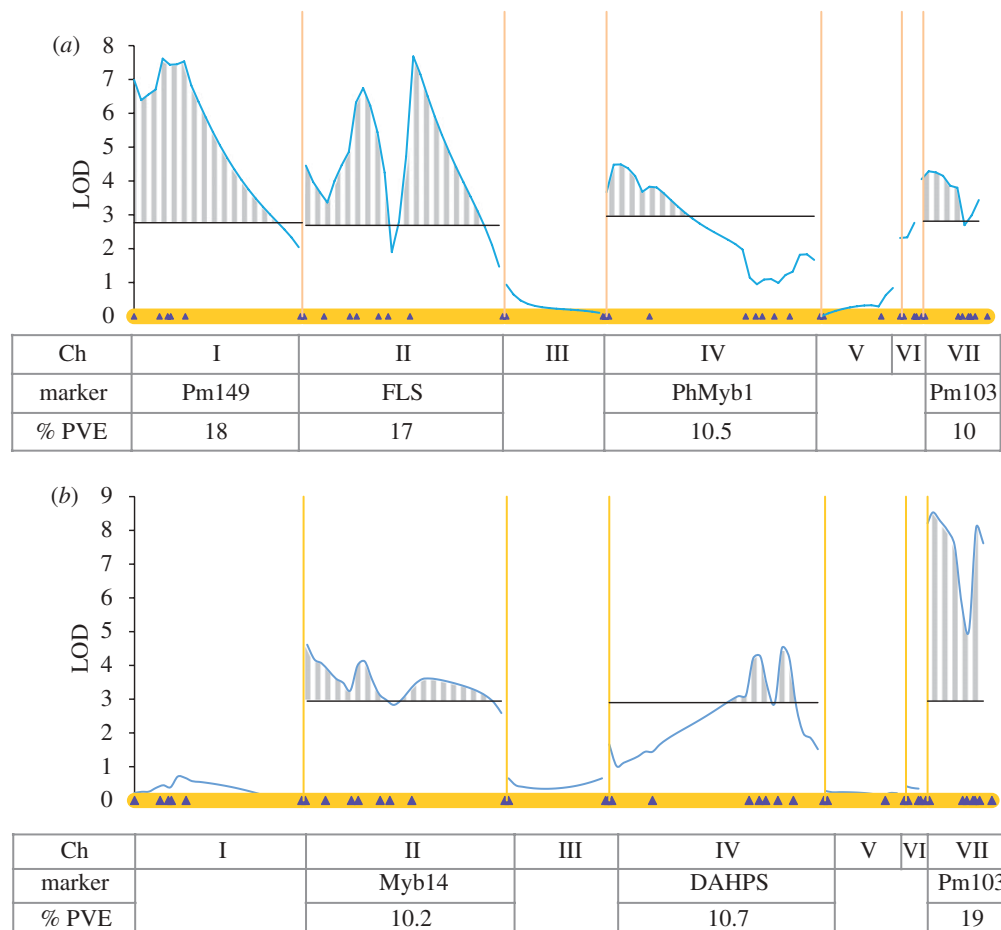 (a)
8
7
6
5
4
3
2
1
0
LOD
Ch I II III IV V VI VII
marker Pm149 FLS PhMyb1 Pm103
% PVE 18 17 10.5 10
(b)
9
8
7
6
5
4
3
2
1
0
LOD
Ch I II III IV V VI VII
marker Myb14 DAHPS Pm103
% PVE 10.2 10.7 19